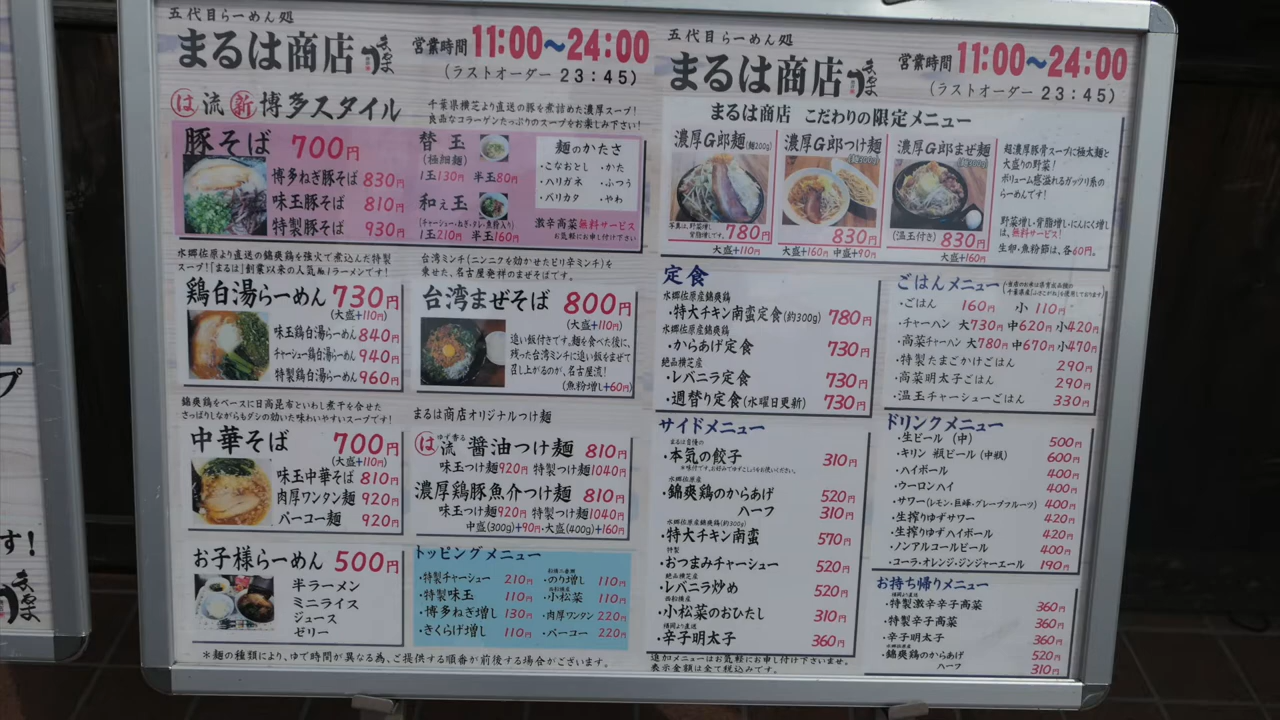 五代目らーめん処
まるは商店
営業時間 11:00~24:00
(ラストオーダー 23:45)
は流 新 博多スタイル
千葉県横芝より直送の豚を煮詰めた濃厚スープ!
良品なコラーゲンたっぷりのスープをお楽しみ下さい!
豚そば 700円
博多ねぎ豚そば 830円
味玉豚そば 810円
特製豚そば 930円
替玉
(極細麺)
1玉130円 半玉80円
和え玉
(チャーシュー・ねぎ・タレ・魚粉入り)
1玉210円 半玉160円
麺のかたさ
・こなおとし ・かた
・ハリガネ ・ふつう
・バリカタ ・やわ
激辛高菜無料サービス
お気軽にお申し付け下さい
水郷佐原より直送の錦爽鶏を強火で煮込んだ特製
スープ!「まるは」創業以来の人気№1ラーメンです!
鶏白湯らーめん 730円
(大盛+110円)
味玉鶏白湯らーめん 840円
チャーシュー鶏白湯らーめん 940円
特製鶏白湯らーめん 960円
台湾ミンチ(ニンニクを効かせたピリ辛ミンチ)を
乗せた、名古屋発祥のまぜそばです。
台湾まぜそば 800円
(大盛+110円)
追い飯付きです。麺を食べた後に、
残った台湾ミンチに追い飯をまぜて
召し上がるのが、名古屋流!
(魚粉増し+60円)
錦爽鶏をベースに日高昆布といわし煮干を合せた
さっぱりしながらもダシの効いた味わいやすいスープです!
中華そば 700円
(大盛+110円)
味玉中華そば 810円
肉厚ワンタン麺 920円
バーコー麺 920円
まるは商店オリジナルつけ麺
ゆず香る
は流 醤油つけ麺 810円
味玉つけ麺920円 特製つけ麺1040円
濃厚鶏豚魚介つけ麺 810円
味玉つけ麺920円 特製つけ麺1040円
中盛(300g)+90円・大盛(400g)+160円
お子様らーめん 500円
半ラーメン
ミニライス
ジュース
ゼリー
トッピングメニュー
・特製チャーシュー 210円
・特製味玉 110円
・博多ねぎ増し 130円
・きくらげ増し 110円
・のり増し 110円
・小松菜 110円
・肉厚ワンタン 220円
・バーコー 220円
*麺の種類により、ゆで時間が異なる為、ご提供する順番が前後する場合がございます。
五代目らーめん処
まるは商店
営業時間 11:00~24:00
(ラストオーダー 23:45)
まるは商店 こだわりの限定メニュー
濃厚G郎麺(麺200g)
写真は、野菜増し
背脂増しです。 780円
大盛+110円
濃厚G郎つけ麺
830円
大盛+160円 中盛+90円
濃厚G郎まぜ麺
(温玉付き) 830円
大盛+160円
超濃厚豚骨スープに極太麺と
大盛りの野菜!
ボリューム感溢れるガッツリ系の
らーめんです!
野菜増し・背脂増し・にんにく増し
は、無料サービス!
生卵・魚粉節は、各60円。
定食
水郷佐原産錦爽鶏
・特大チキン南蛮定食(約300g) 780円
水郷佐原産錦爽鶏
・からあげ定食 730円
絶品横芝産
・レバニラ定食 730円
・週替り定食(水曜日更新) 730円
ごはんメニュー
・ごはん 160円 小 110円
・チャーハン 大730円 中620円 小420円
・高菜チャーハン 大780円 中670円 小470円
・特製たまごかけごはん 290円
・高菜明太子ごはん 290円
・温玉チャーシューごはん 330円
サイドメニュー
まるは自慢の
・本気の餃子 310円
*味付です。お好みでゆずこしょうをお使いください。
水郷佐原産
・錦爽鶏のからあげ 520円
ハーフ 310円
水郷佐原産錦爽鶏(約300g)
・特大チキン南蛮 570円
特製
・おつまみチャーシュー 520円
絶品横芝産
・レバニラ炒め 520円
・小松菜のおひたし 310円
博岡より直送
・辛子明太子 360円
追加メニューはお気軽にお申し付け下さいませ。
表示金額は全て税込みです。
ドリンクメニュー
・生ビール(中) 500円
・キリン 瓶ビール(中瓶) 600円
・ハイボール 400円
・ウーロンハイ 400円
・サワー(レモン・巨峰・グレープフルーツ) 400円
・生搾りゆずサワー 420円
・生搾りゆずハイボール 420円
・ノンアルコールビール 400円
・コーラ・オレンジ・ジンジャーエール 190円
お持ち帰りメニュー
・特製激辛辛子高菜 360円
・特製辛子高菜 360円
・辛子明太子 360円
水郷佐原産
・錦爽鶏のからあげ 520円
ハーフ 310円